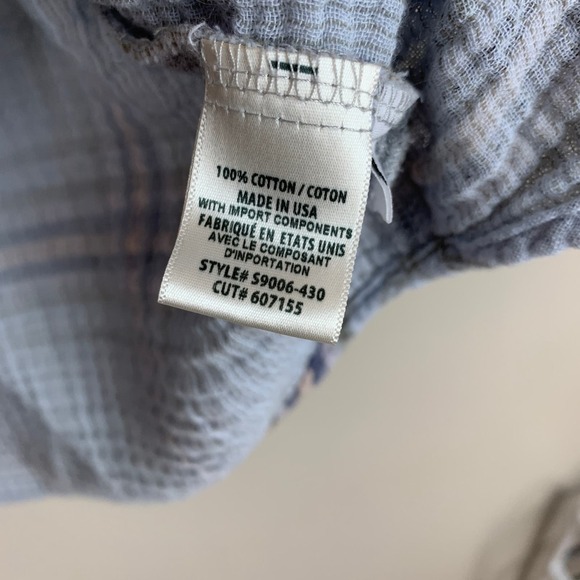 100% COTTON / COTON
MADE IN USA
WITH IMPORT COMPONENTS
FABRIQUÉ EN ETATS UNIS
AVEC LE COMPOSANT
D'INPORTATION
STYLE# S9006-430
CUT# 607155